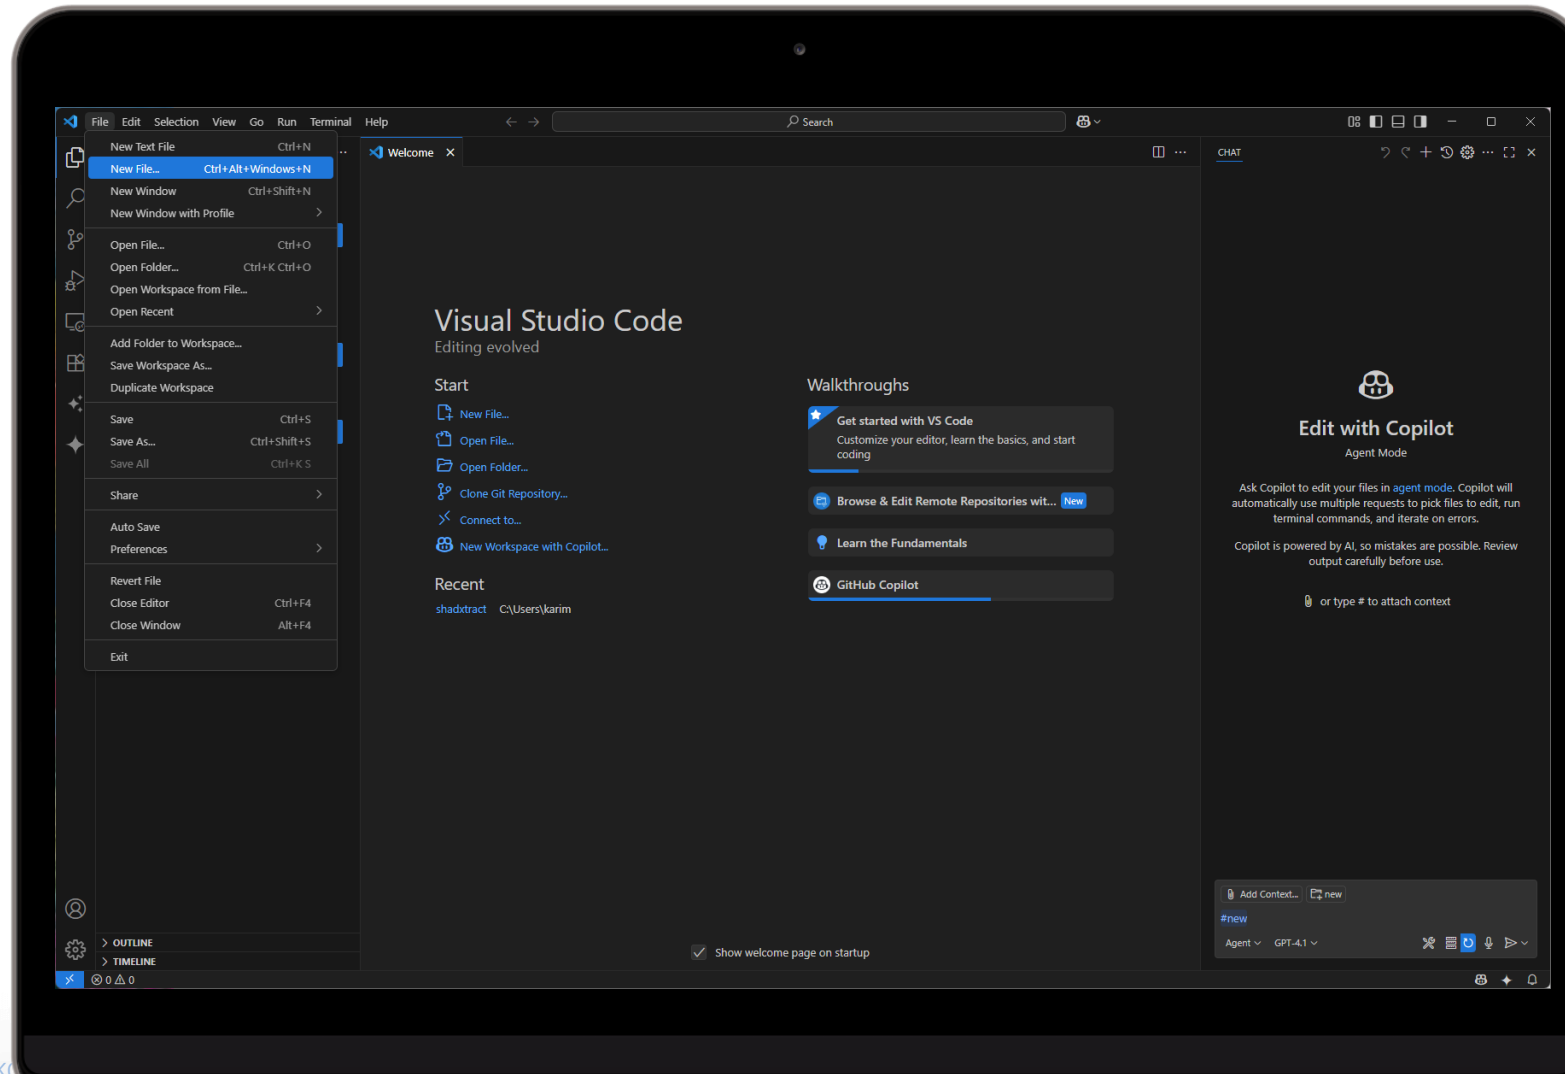 File Edit Selection View Go Run Terminal Help
Search
New Text File Ctrl+N
New File... Ctrl+Alt+Windows+N
New Window Ctrl+Shift+N
New Window with Profile
Open File... Ctrl+O
Open Folder... Ctrl+K Ctrl+O
Open Workspace from File...
Open Recent
Add Folder to Workspace...
Save Workspace As...
Duplicate Workspace
Save Ctrl+S
Save As... Ctrl+Shift+S
Save All Ctrl+K S
Share
Auto Save
Preferences
Revert File
Close Editor Ctrl+F4
Close Window Alt+F4
Exit
OUTLINE
TIMELINE
0 0
Welcome
Visual Studio Code
Editing evolved
Start
New File...
Open File...
Open Folder...
Clone Git Repository...
Connect to...
New Workspace with Copilot...
Recent
shadxtract C:\Users\karim
Walkthroughs
Get started with VS Code
Customize your editor, learn the basics, and start
coding
Browse & Edit Remote Repositories wit... New
Learn the Fundamentals
GitHub Copilot
Show welcome page on startup
CHAT
Edit with Copilot
Agent Mode
Ask Copilot to edit your files in agent mode. Copilot will
automatically use multiple requests to pick files to edit, run
terminal commands, and iterate on errors.
Copilot is powered by AI, so mistakes are possible. Review
output carefully before use.
or type # to attach context
Add Context... new
#new
Agent GPT-4.1